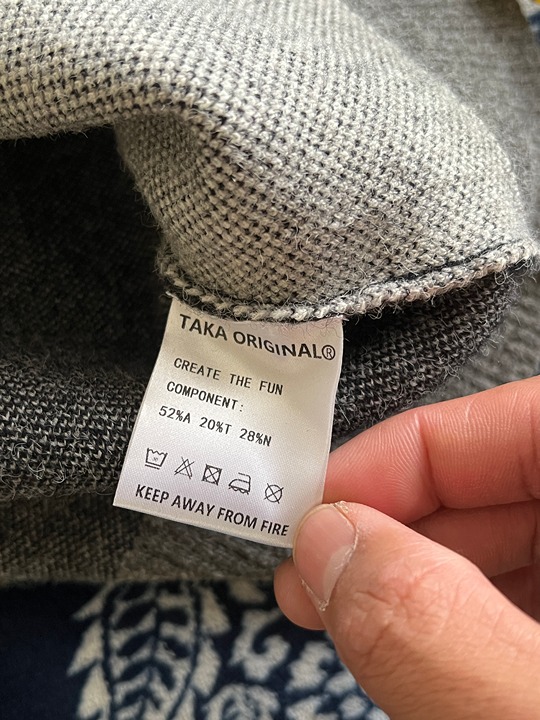 TAKA ORIGINAL®
CREATE THE FUN
COMPONENT:
52%A 20%T 28%N
KEEP AWAY FROM FIRE